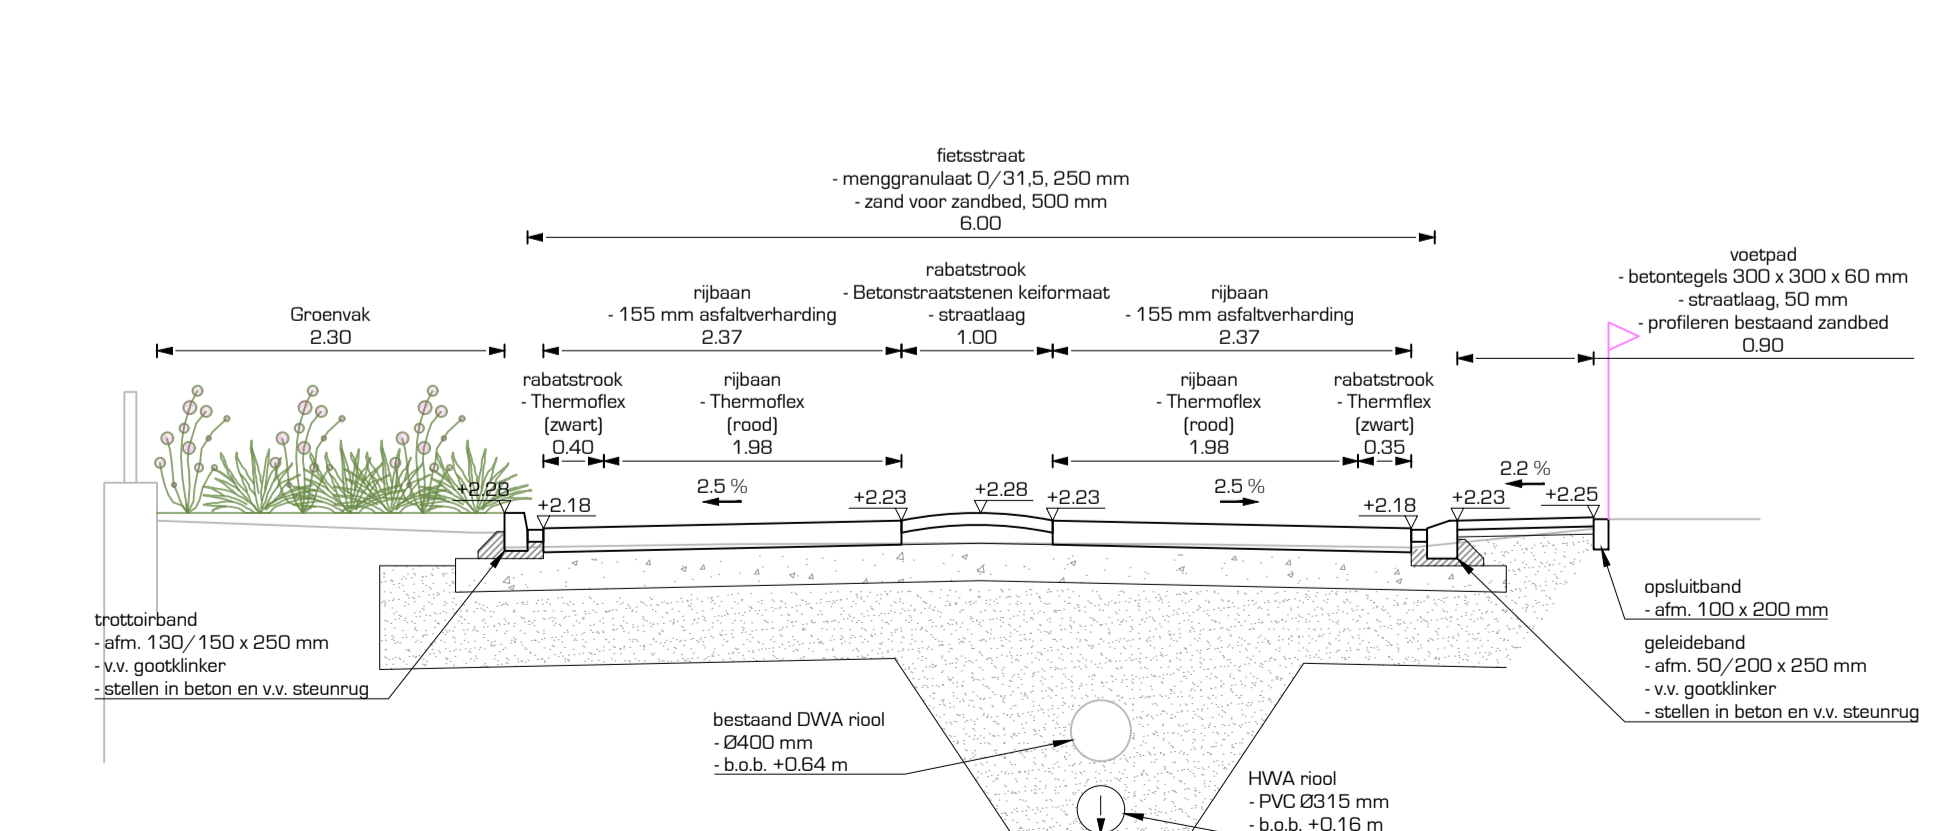 fietsstraat
- menggranulaat 0/31,5, 250 mm
- zand voor zandbed, 500 mm
6.00
rabatstrook
- Betonstraatstenen keiformaat
- straatlaag
1.00
Groenvak
2.30
rijbaan
- 155 mm asfaltverharding
2.37
rijbaan
- 155 mm asfaltverharding
2.37
voetpad
- betontegels 300 x 300 x 60 mm
- straatlaag, 50 mm
- profileren bestaand zandbed
0.90
rabatstrook
- Thermoflex
(zwart)
0.40
rijbaan
- Thermoflex
(rood)
1.98
rijbaan
- Thermoflex
(rood)
1.98
rabatstrook
- Thermflex
(zwart)
0.35
+2.28
+2.18
2.5 %
+2.23
+2.28
+2.23
2.5 %
+2.18
+2.23
2.2 %
+2.25
trottoirband
- afm. 130/150 x 250 mm
- v.v. gootklinker
- stellen in beton en v.v. steunrug
opsluitband
- afm. 100 x 200 mm
geleideband
- afm. 50/200 x 250 mm
- v.v. gootklinker
- stellen in beton en v.v. steunrug
bestaand DWA riool
- Ø400 mm
- b.o.b. +0.64 m
HWA riool
- PVC Ø315 mm
- b.o.b. +0.16 m